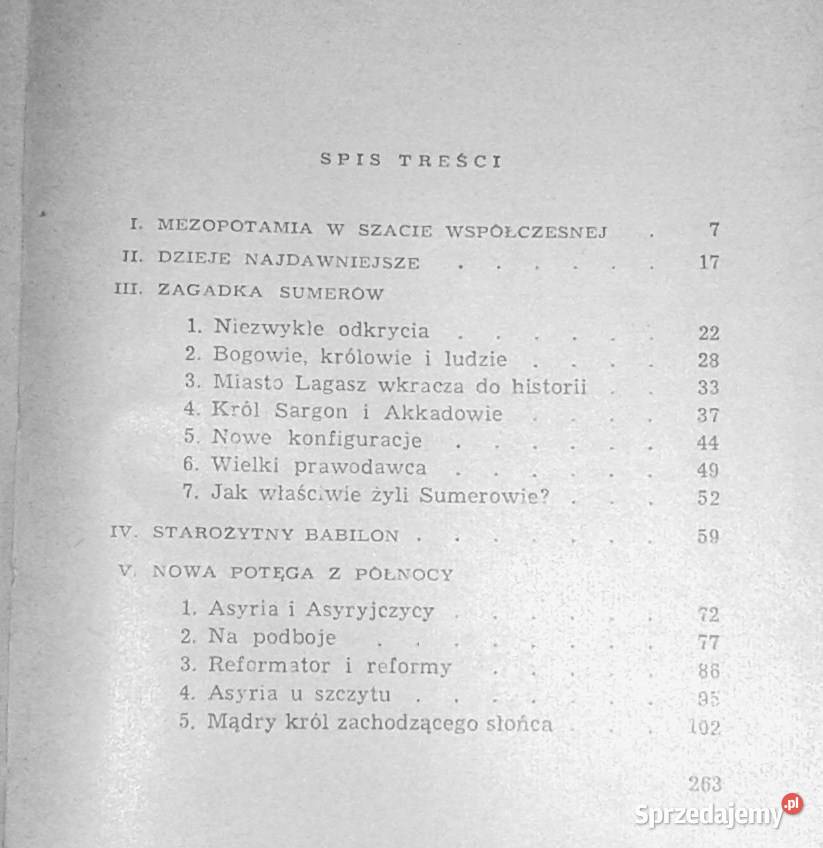 SPIS TREŚCI
I. MEZOPOTAMIA W SZACIE WSPÓŁCZESNEJ . 7
II. DZIEJE NAJDAWNIEJSZE . . . . . . 17
III. ZAGADKA SUMERÓW
1. Niezwykłe odkrycia . . . . . . 22
2. Bogowie, królowie i ludzie . . . . 28
3. Miasto Lagasz wkracza do historii . . 33
4. Król Sargon i Akkadowie . . . . 37
5. Nowe konfiguracje . . . . . . 44
6. Wielki prawodawca . . . . . . 49
7. Jak właściwie żyli Sumerowie? . . . 52
IV. STAROŻYTNY BABILON . . . . . . . 59
V. NOWA POTĘGA Z PÓŁNOCY
1. Asyria i Asyryjczycy . . . . . . 72
2. Na podboje . . . . . . . . 77
3. Reformator i reformy . . . . . 86
4. Asyria u szczytu . . . . . . . 95
5. Mądry król zachodzącego słońca . . . 102
263
Sprzedajemy.pl